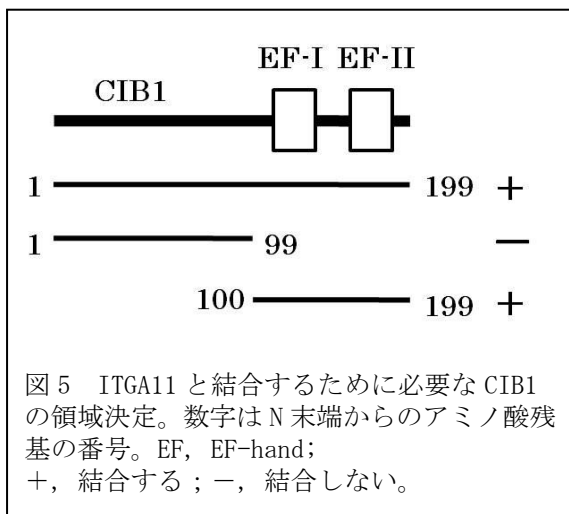 EF-I EF-II
CIB1
1 199 +
1 99 −
100 199 +
図5 ITGA11と結合するために必要なCIB1
の領域決定。数字はN末端からのアミノ酸残
基の番号。EF, EF-hand;
+, 結合する；−, 結合しない。